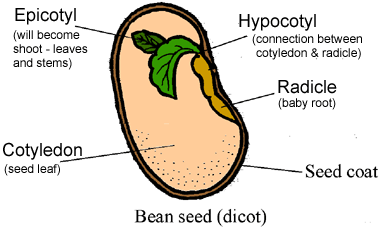 Epicotyl
(will become
shoot - leaves
and stems)
Hypocotyl
(connection between
cotyledon & radicle)
Radicle
(baby root)
Cotyledon
(seed leaf)
Seed coat
Bean seed (dicot)